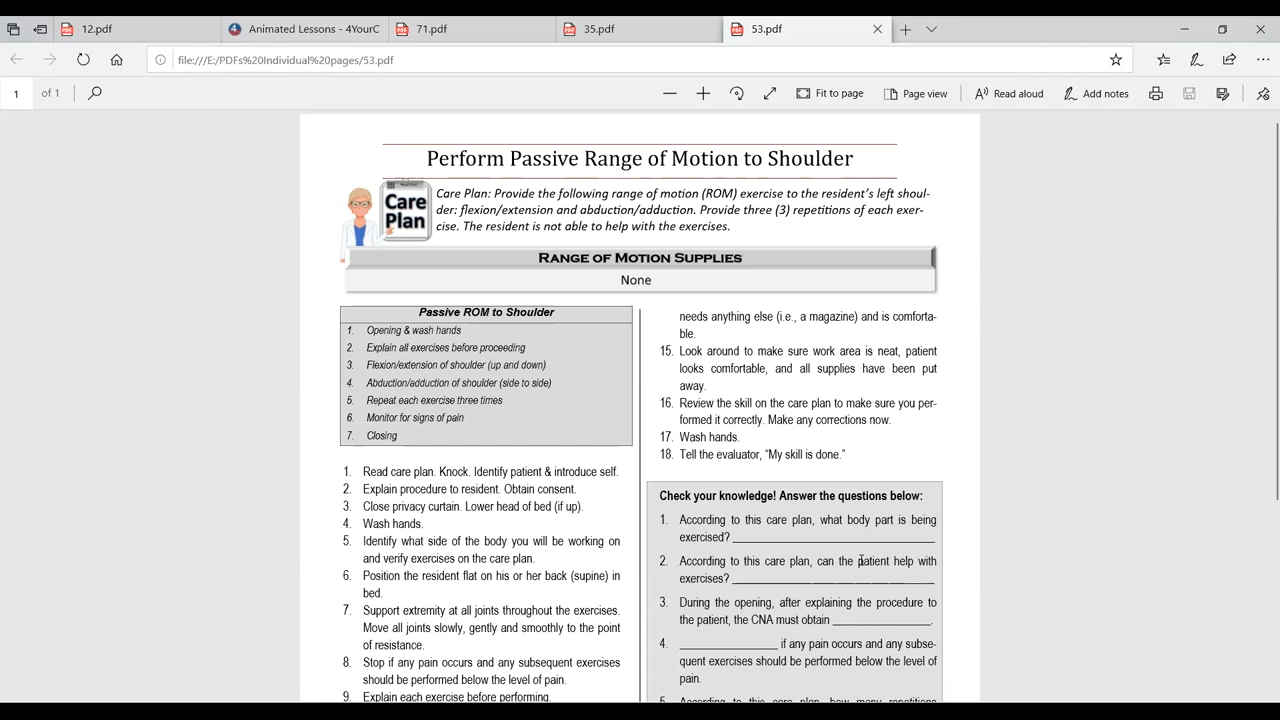 12.pdf
Animated Lessons - 4YourC
71.pdf
35.pdf
53.pdf
file:///E:/PDFs%20Individual%20pages/53.pdf
1 of 1
Fit to page
Page view
Read aloud
Add notes
Perform Passive Range of Motion to Shoulder
Care Plan
Care Plan: Provide the following range of motion (ROM) exercise to the resident's left shoul-
der: flexion/extension and abduction/adduction. Provide three (3) repetitions of each exer-
cise. The resident is not able to help with the exercises.
RANGE OF MOTION SUPPLIES
None
Passive ROM to Shoulder
1. Opening & wash hands
2. Explain all exercises before proceeding
3. Flexion/extension of shoulder (up and down)
4. Abduction/adduction of shoulder (side to side)
5. Repeat each exercise three times
6. Monitor for signs of pain
7. Closing
1. Read care plan. Knock. Identify patient & introduce self.
2. Explain procedure to resident. Obtain consent.
3. Close privacy curtain. Lower head of bed (if up).
4. Wash hands.
5. Identify what side of the body you will be working on
and verify exercises on the care plan.
6. Position the resident flat on his or her back (supine) in
bed.
7. Support extremity at all joints throughout the exercises.
Move all joints slowly, gently and smoothly to the point
of resistance.
8. Stop if any pain occurs and any subsequent exercises
should be performed below the level of pain.
9. Explain each exercise before performing.
needs anything else (i.e., a magazine) and is comforta-
ble.
15. Look around to make sure work area is neat, patient
looks comfortable, and all supplies have been put
away.
16. Review the skill on the care plan to make sure you per-
formed it correctly. Make any corrections now.
17. Wash hands.
18. Tell the evaluator, “My skill is done.”
Check your knowledge! Answer the questions below:
1. According to this care plan, what body part is being
exercised? ____________________
2. According to this care plan, can the patient help with
exercises? ____________________
3. During the opening, after explaining the procedure to
the patient, the CNA must obtain ______________.
4. ______________ if any pain occurs and any subse-
quent exercises should be performed below the level of
pain.
5. According to this care plan, how many repetitions